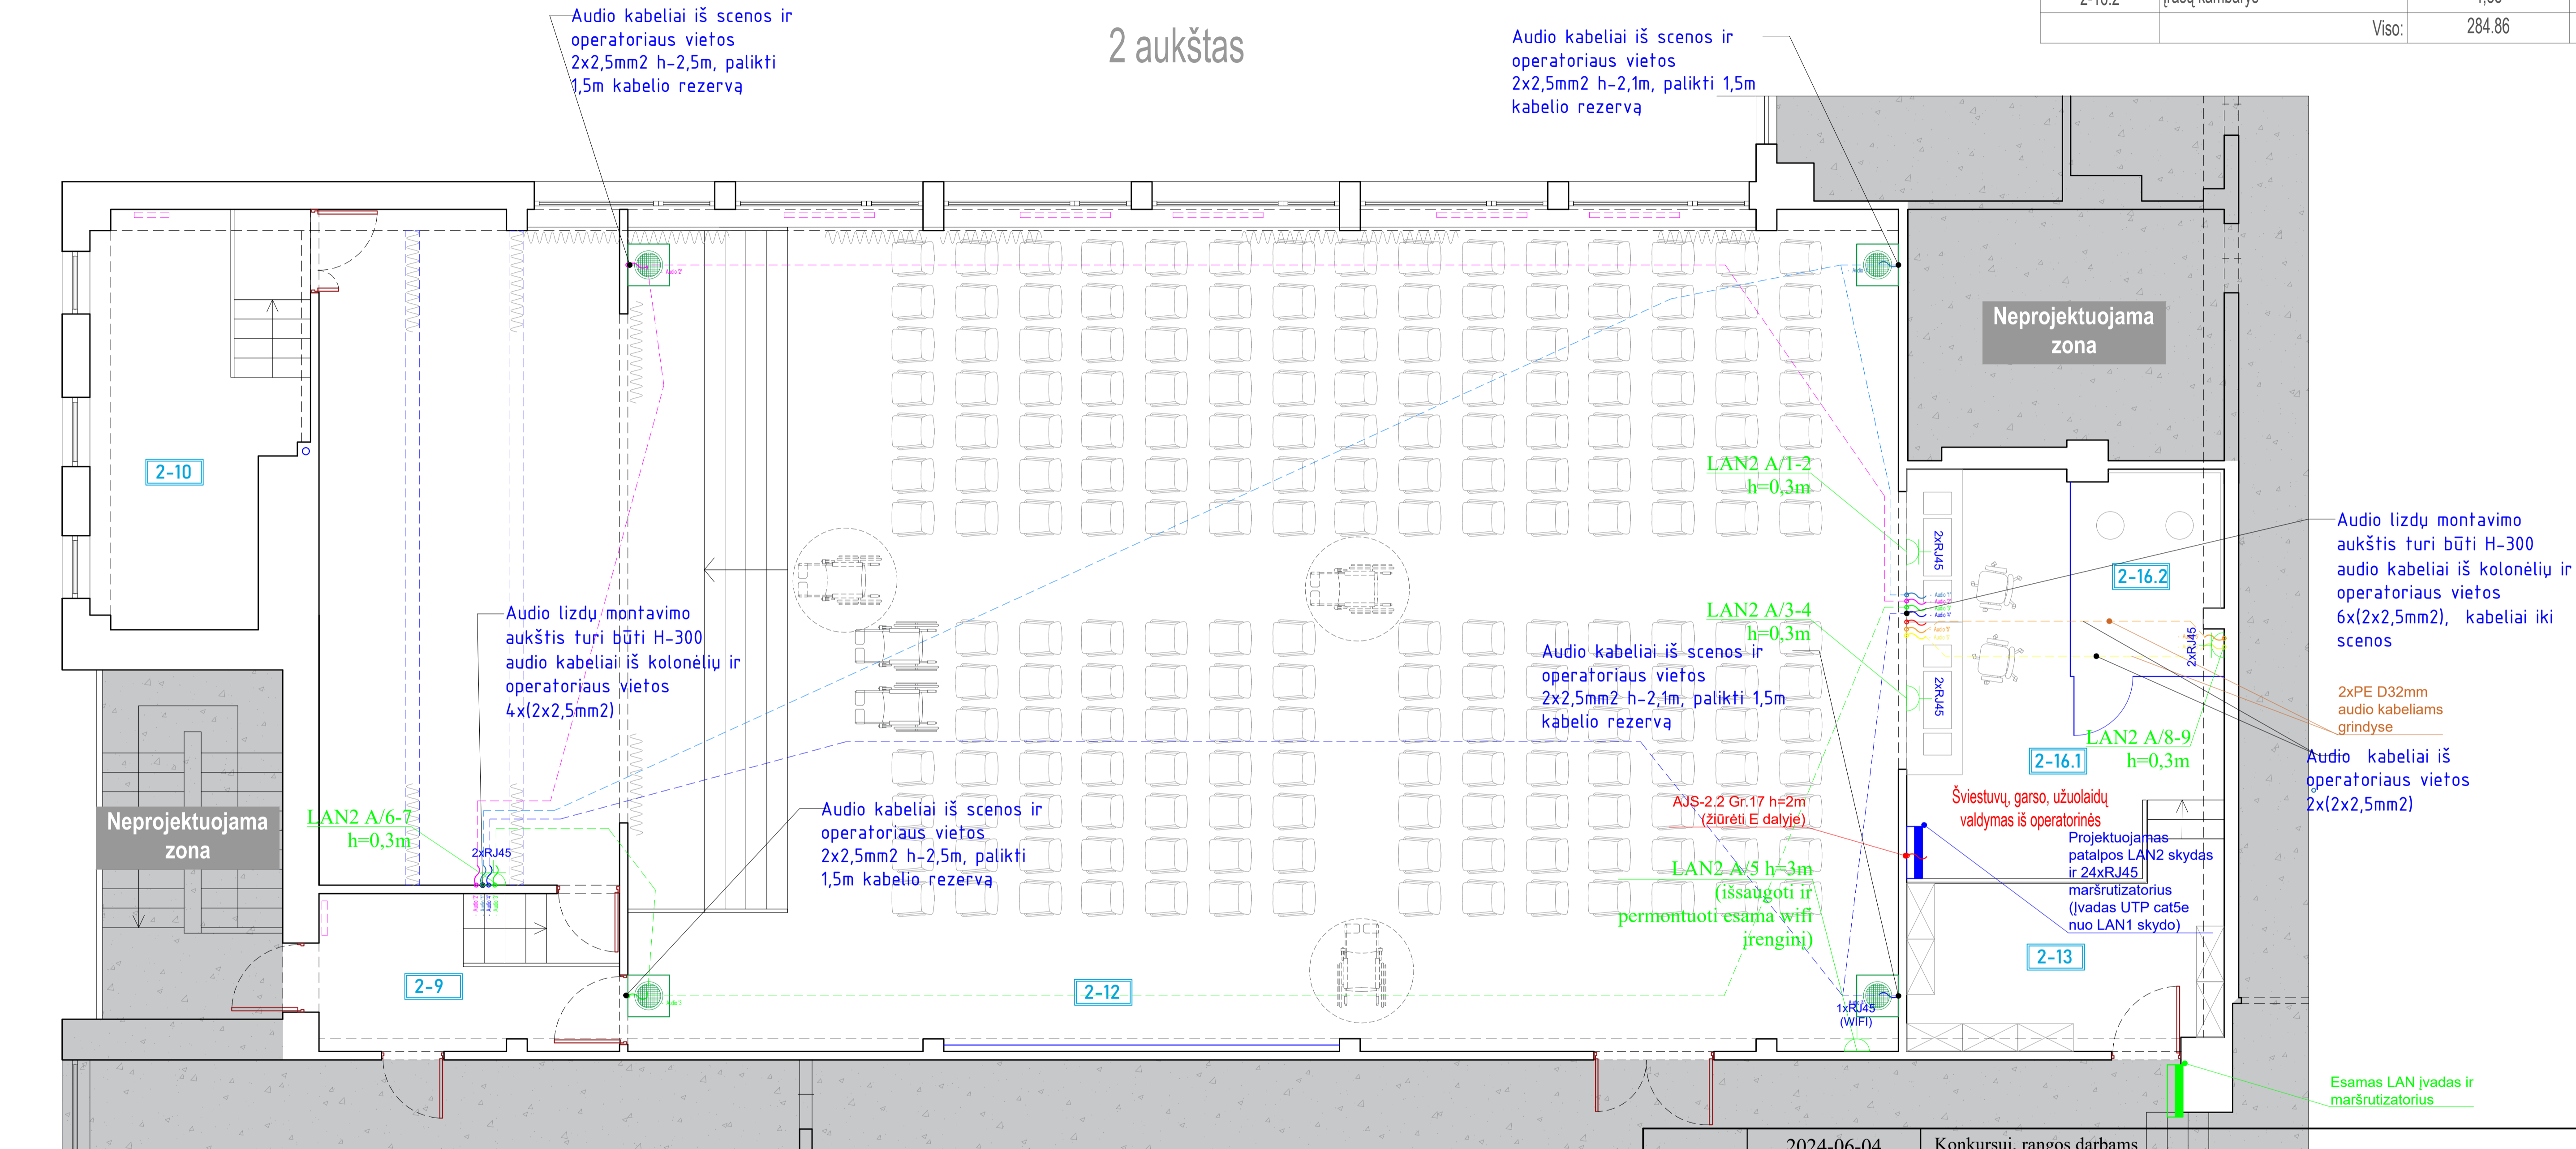 2-16.2 Įrašų kambarys
Viso: 284.86
2 aukštas
Audio kabeliai iš scenos ir
operatoriaus vietos
2x2,5mm2 h-2,5m, palikti
1,5m kabelio rezervą
Audio kabeliai iš scenos ir
operatoriaus vietos
2x2,5mm2 h-2,1m, palikti 1,5m
kabelio rezervą
Audio 2'
Neprojektuojama
zona
2-10
LAN2 A/1-2
h=0,3m
2xRJ45
Audio lizdų montavimo
aukštis turi būti H-300
audio kabeliai iš kolonėlių ir
operatoriaus vietos
6x(2x2,5mm2), kabeliai iki
scenos
2-16.2
Audio lizdų montavimo
aukštis turi būti H-300
audio kabeliai iš kolonėlių ir
operatoriaus vietos
4x(2x2,5mm2)
LAN2 A/3-4
h=0,3m
2xRJ45
2xRJ45
Audio kabeliai iš scenos ir
operatoriaus vietos
2x2,5mm2 h-2,1m, palikti 1,5m
kabelio rezervą
2xPE D32mm
audio kabeliams
grindyse
LAN2 A/8-9
h=0,3m
2-16.1
Audio kabeliai iš
operatoriaus vietos
2x(2x2,5mm2)
Neprojektuojama
zona
LAN2 A/6-7
h=0,3m
2xRJ45
Audio kabeliai iš scenos ir
operatoriaus vietos
2x2,5mm2 h-2,5m, palikti
1,5m kabelio rezervą
AJS-2.2 Gr.17 h=2m
(žiūrėti E dalyje)
Šviestuvų, garso, užuolaidų
valdymas iš operatorinės
Projektuojamas
patalpos LAN2 skydas
ir 24xRJ45
maršrutizatorius
(Įvadas UTP cat5e
nuo LAN1 skydo)
LAN2 A/5 h=3m
(išsaugoti ir
permontuoti esama wifi
įrenginį)
2-13
2-9
2-12
1xRJ45
(WIFI)
Esamas LAN įvadas ir
maršrutizatorius
2024-06-04 Konkursui, rangos darbams